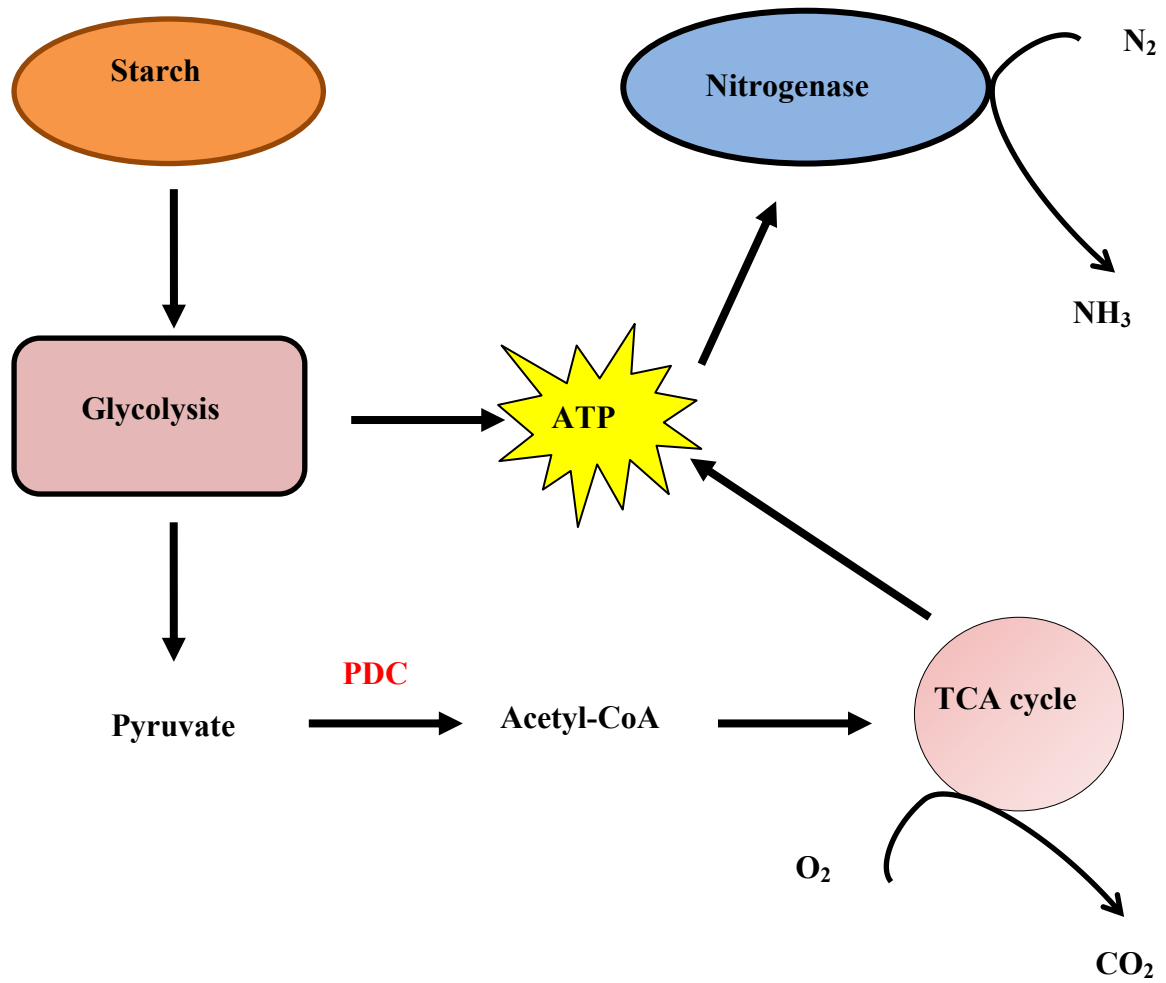 Starch
Nitrogenase
N₂
NH₃
Glycolysis
ATP
PDC
Pyruvate
Acetyl-CoA
TCA cycle
O₂
CO₂